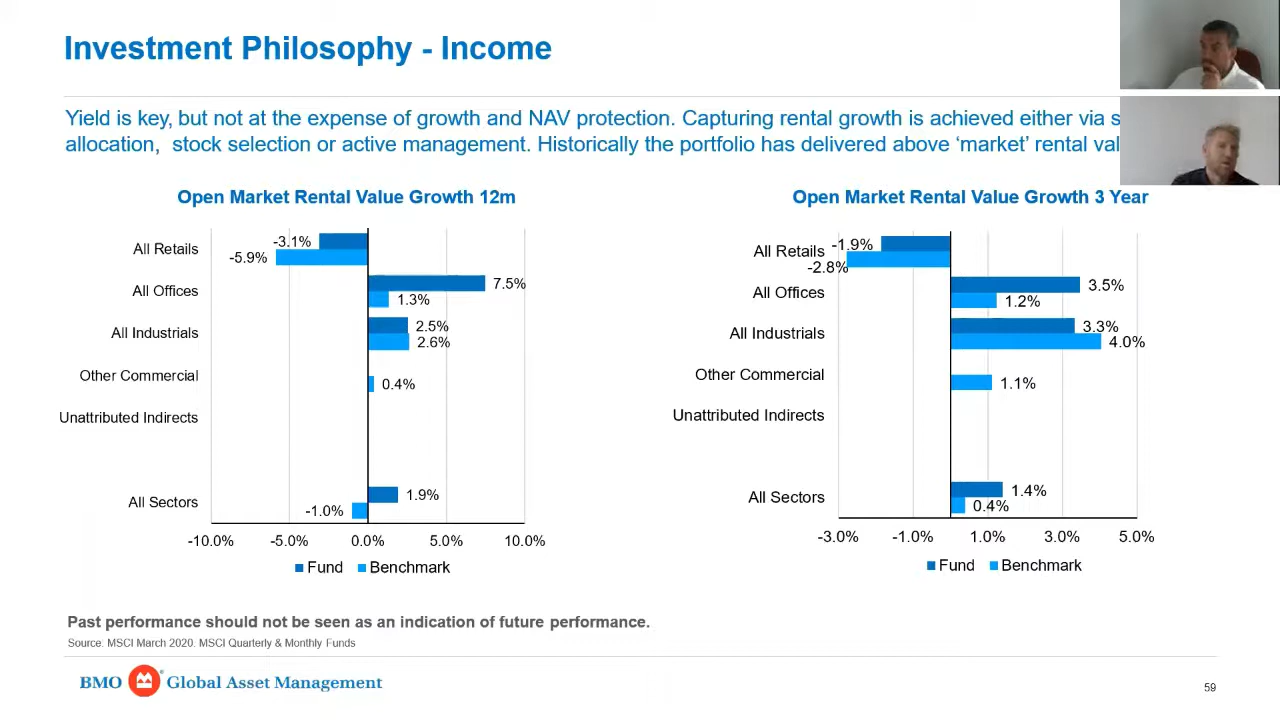 Investment Philosophy - Income
Yield is key, but not at the expense of growth and NAV protection. Capturing rental growth is achieved either via
allocation, stock selection or active management. Historically the portfolio has delivered above ‘market’ rental
Open Market Rental Value Growth 12m
All Retails
-3.1%
-5.9%
All Offices
7.5%
1.3%
All Industrials
2.5%
2.6%
Other Commercial
0.4%
Unattributed Indirects
All Sectors
1.9%
-1.0%
-10.0% -5.0% 0.0% 5.0% 10.0%
Fund Benchmark
Open Market Rental Value Growth 3 Year
All Retails
-1.9%
-2.8%
All Offices
3.5%
1.2%
All Industrials
3.3%
4.0%
Other Commercial
1.1%
Unattributed Indirects
All Sectors
1.4%
0.4%
-3.0% -1.0% 1.0% 3.0% 5.0%
Fund Benchmark
Past performance should not be seen as an indication of future performance.
Source: MSCI March 2020. MSCI Quarterly & Monthly Funds
BMO Global Asset Management
59